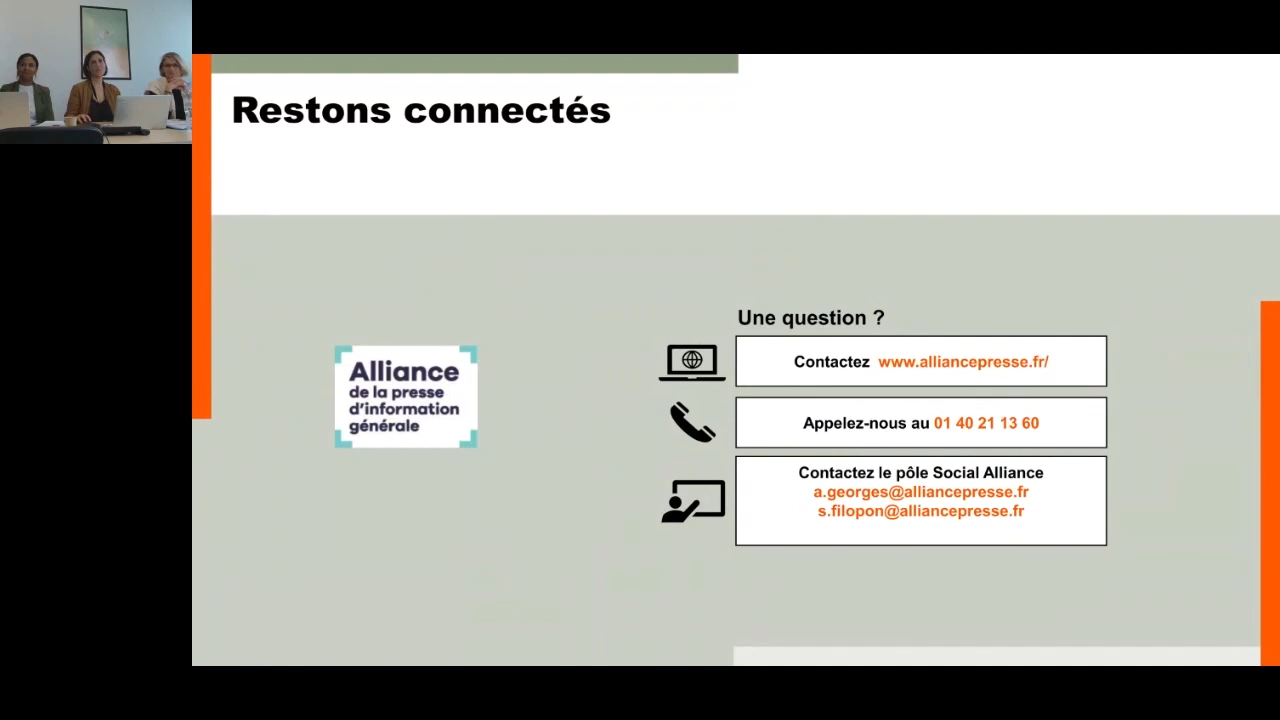 Restons connectés
Alliance
de la presse
d'information
générale
Une question ?
Contactez www.alliancepresse.fr/
Appelez-nous au 01 40 21 13 60
Contactez le pôle Social Alliance
a.georges@alliancepresse.fr
s.filopon@alliancepresse.fr